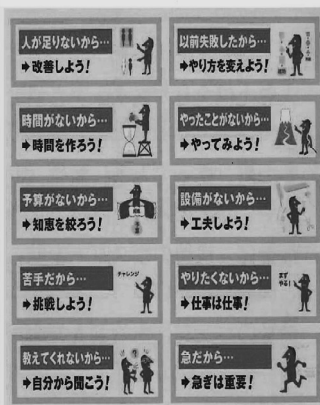 人が足りないから…
➔改善しよう!
以前失敗したから…
➔やり方を変えよう!
時間がないから…
➔時間を作ろう!
やったことがないから…
➔やってみよう!
予算がないから…
➔知恵を絞ろう!
設備がないから…
➔工夫しよう!
苦手だから…
チャレンジ
➔挑戦しよう!
やりたくないから…
まず
やる!
➔仕事は仕事!
教えてくれないから…
➔自分から聞こう!
急だから…
➔急ぎは重要!